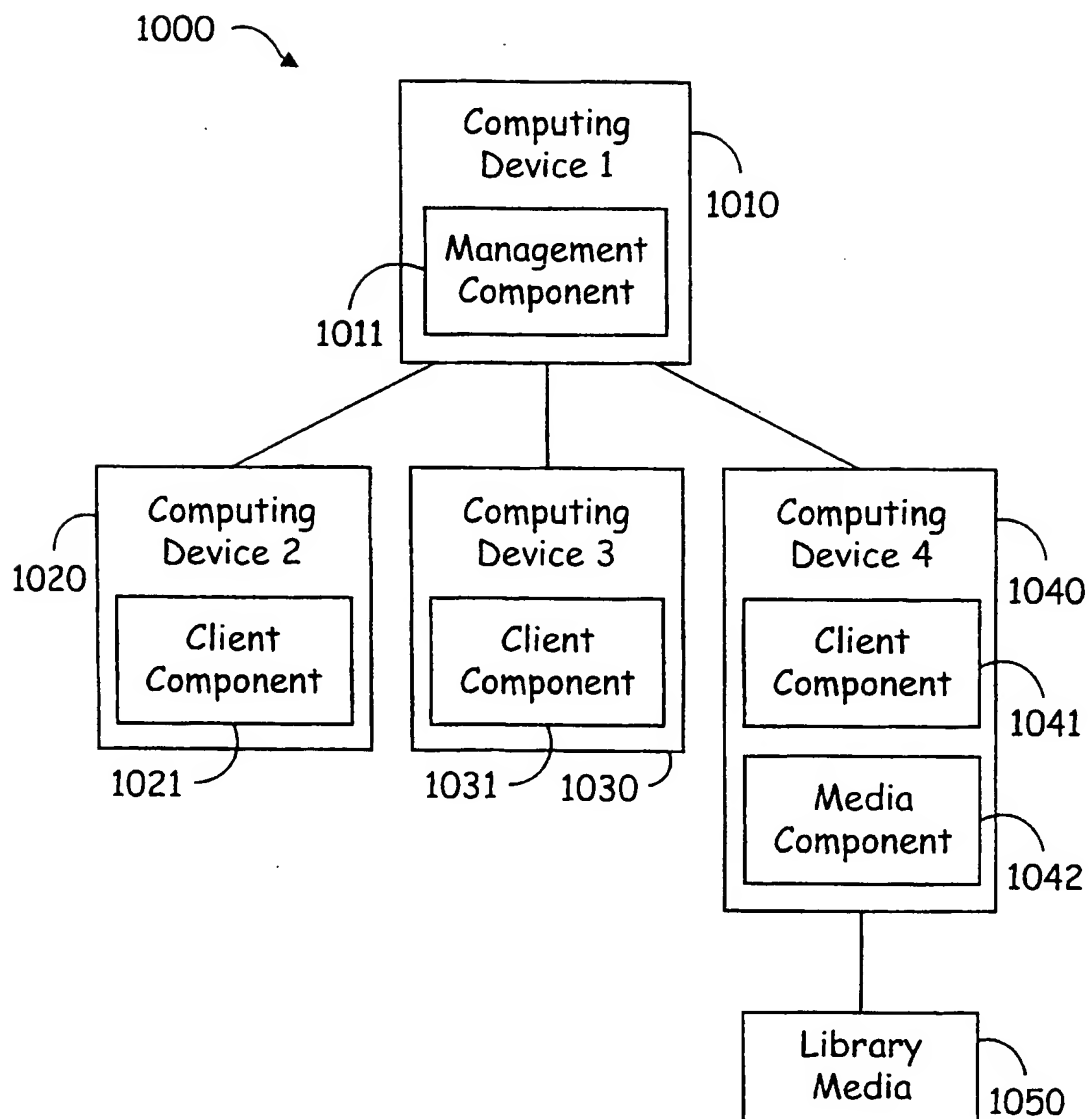 1000
Computing
Device 1
1010
Management
Component
1011
Computing
Device 2
1020
Client
Component
1021
Computing
Device 3
Client
Component
1031
1030
Computing
Device 4
1040
Client
Component
1041
Media
Component
1042
Library
Media
1050